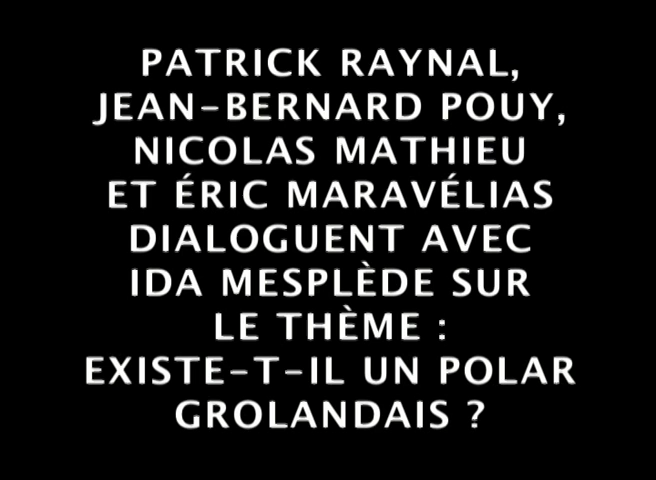 PATRICK RAYNAL,
JEAN-BERNARD POUY,
NICOLAS MATHIEU
ET ÉRIC MARAVÉLIAS
DIALOGUENT AVEC
IDA MESPLÈDE SUR
LE THÈME :
EXISTE-T-IL UN POLAR
GROLANDAIS ?